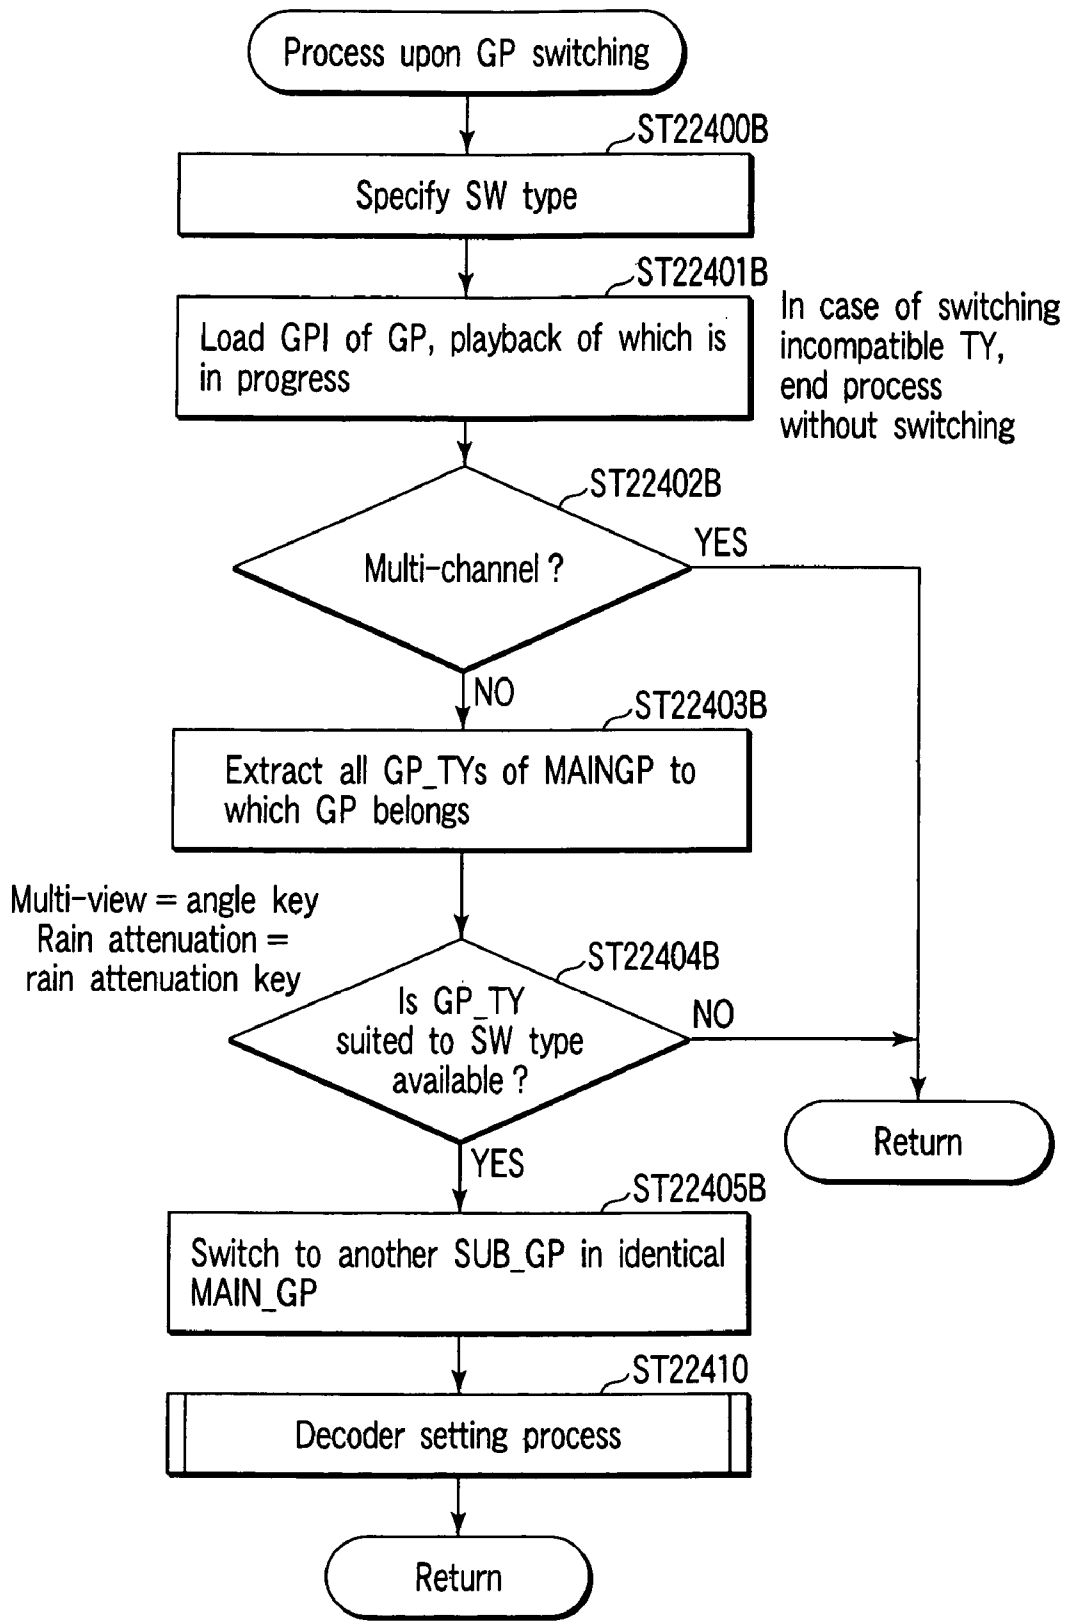 Process upon GP switching
ST22400B
Specify SW type
ST22401B
Load GPI of GP, playback of which is
in progress
In case of switching
incompatible TY,
end process
without switching
ST22402B
Multi-channel ?
YES
NO
ST22403B
Extract all GP_TYs of MAINGP to
which GP belongs
Multi-view = angle key
Rain attenuation =
rain attenuation key
ST22404B
Is GP_TY
suited to SW type
available ?
NO
Return
YES
ST22405B
Switch to another SUB_GP in identical
MAIN_GP
ST22410
Decoder setting process
Return